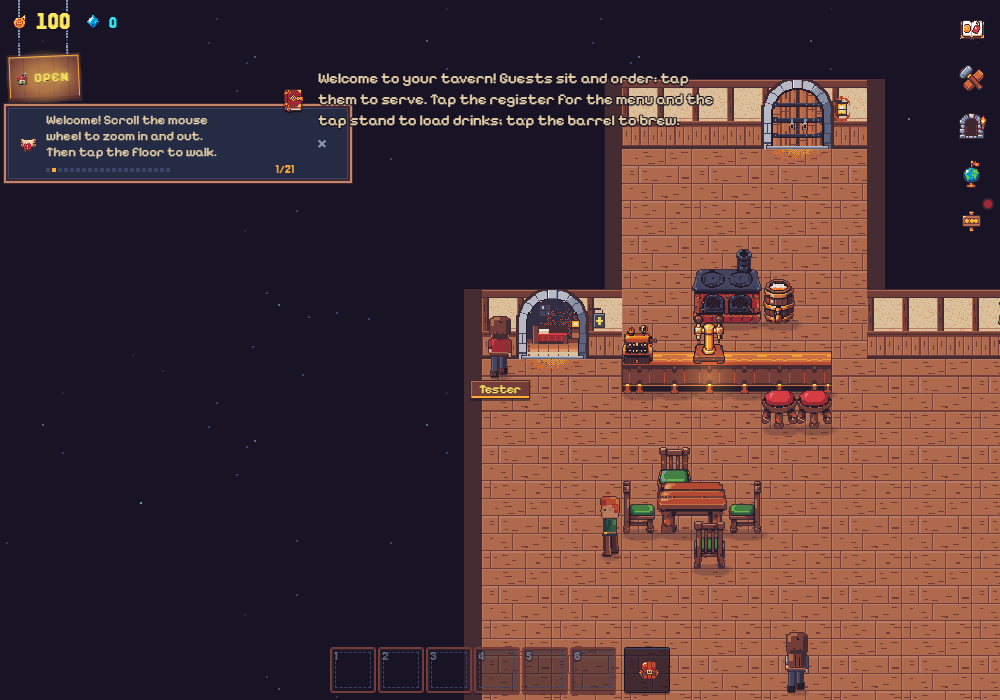 100
0
OPEN
Welcome to your tavern! Guests sit and order: tap
them to serve. Tap the register for the menu and the
tap stand to load drinks; tap the barrel to brew.
Welcome! Scroll the mouse
wheel to zoom in and out.
Then tap the floor to walk.
×
1/21
Tester
1
2
3
4
5
6